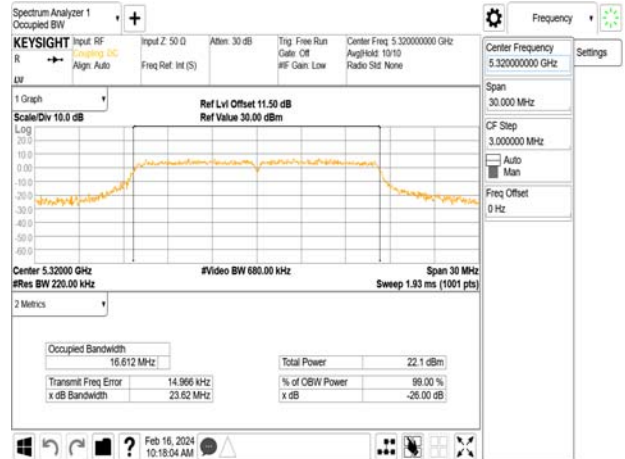 Spectrum Analyzer 1
Occupied BW
Frequency
KEYSIGHT
R
Input: RF
Coupling: DC
Align: Auto
Input Z: 50 Ω
Freq Ref: Int (S)
Atten: 30 dB
Trig: Free Run
Gate: Off
#IF Gain: Low
Center Freq: 5.320000000 GHz
Avg|Hold: 10/10
Radio Std: None
1 Graph
Scale/Div 10.0 dB
Ref Lvl Offset 11.50 dB
Ref Value 30.00 dBm
Log
20.0
10.0
0.00
-10.0
-20.0
-30.0
-40.0
-50.0
-60.0
Center 5.32000 GHz
#Res BW 220.00 kHz
#Video BW 680.00 kHz
Span 30 MHz
Sweep 1.93 ms (1001 pts)
2 Metrics
Occupied Bandwidth
16.612 MHz
Transmit Freq Error 14.966 kHz
x dB Bandwidth 23.62 MHz
Total Power 22.1 dBm
% of OBW Power 99.00 %
x dB -26.00 dB
Feb 16, 2024
10:18:04 AM
Center Frequency
5.320000000 GHz
Settings
Span
30.000 MHz
CF Step
3.000000 MHz
Auto
Man
Freq Offset
0 Hz